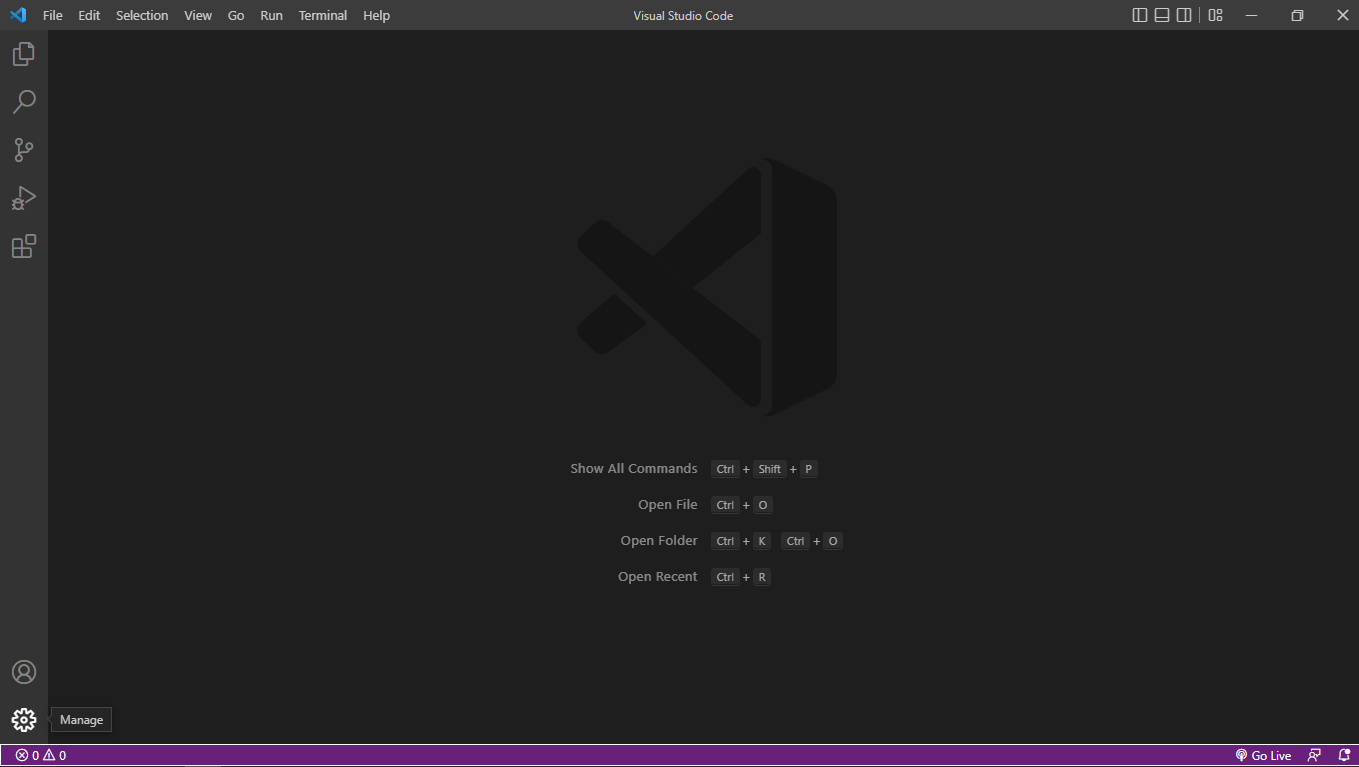 File Edit Selection View Go Run Terminal Help Visual Studio Code
Show All Commands Ctrl + Shift + P
Open File Ctrl + O
Open Folder Ctrl + K Ctrl + O
Open Recent Ctrl + R
Manage
0 0 Go Live